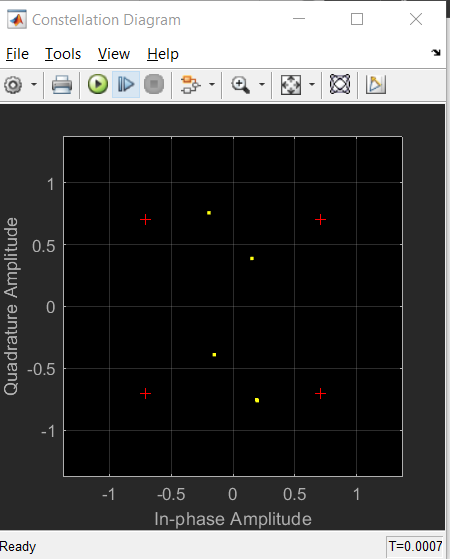 Constellation Diagram
File Tools View Help
Quadrature Amplitude
1
0.5
0
-0.5
-1
-1 -0.5 0 0.5 1
In-phase Amplitude
Ready T=0.0007